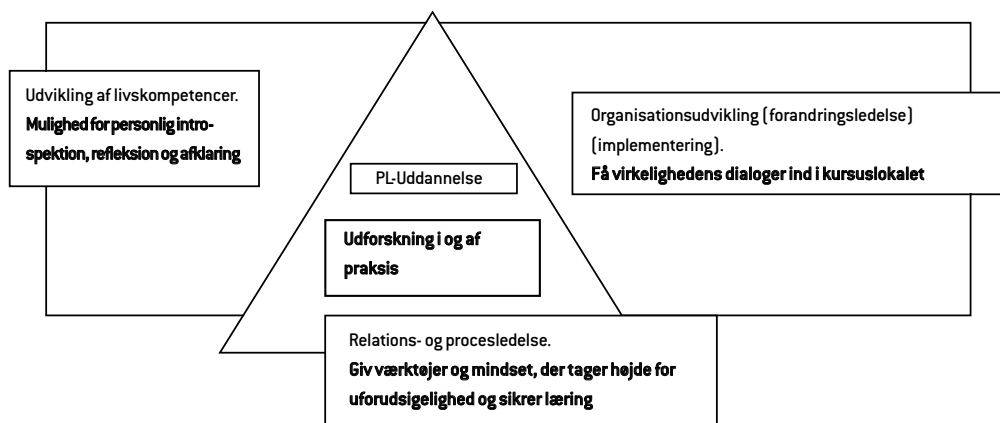 Udvikling af livskompetencer.
Mulighed for personlig intro-
spektion, refleksion og afklaring
Organisationsudvikling (forandringsledelse)
(implementering).
Få virkelighedens dialoger ind i kursuslokalet
PL-Uddannelse
Udforskning i og af
praksis
Relations- og procesledelse.
Giv værktøjer og mindset, der tager højde for
uforudsigelighed og sikrer læring